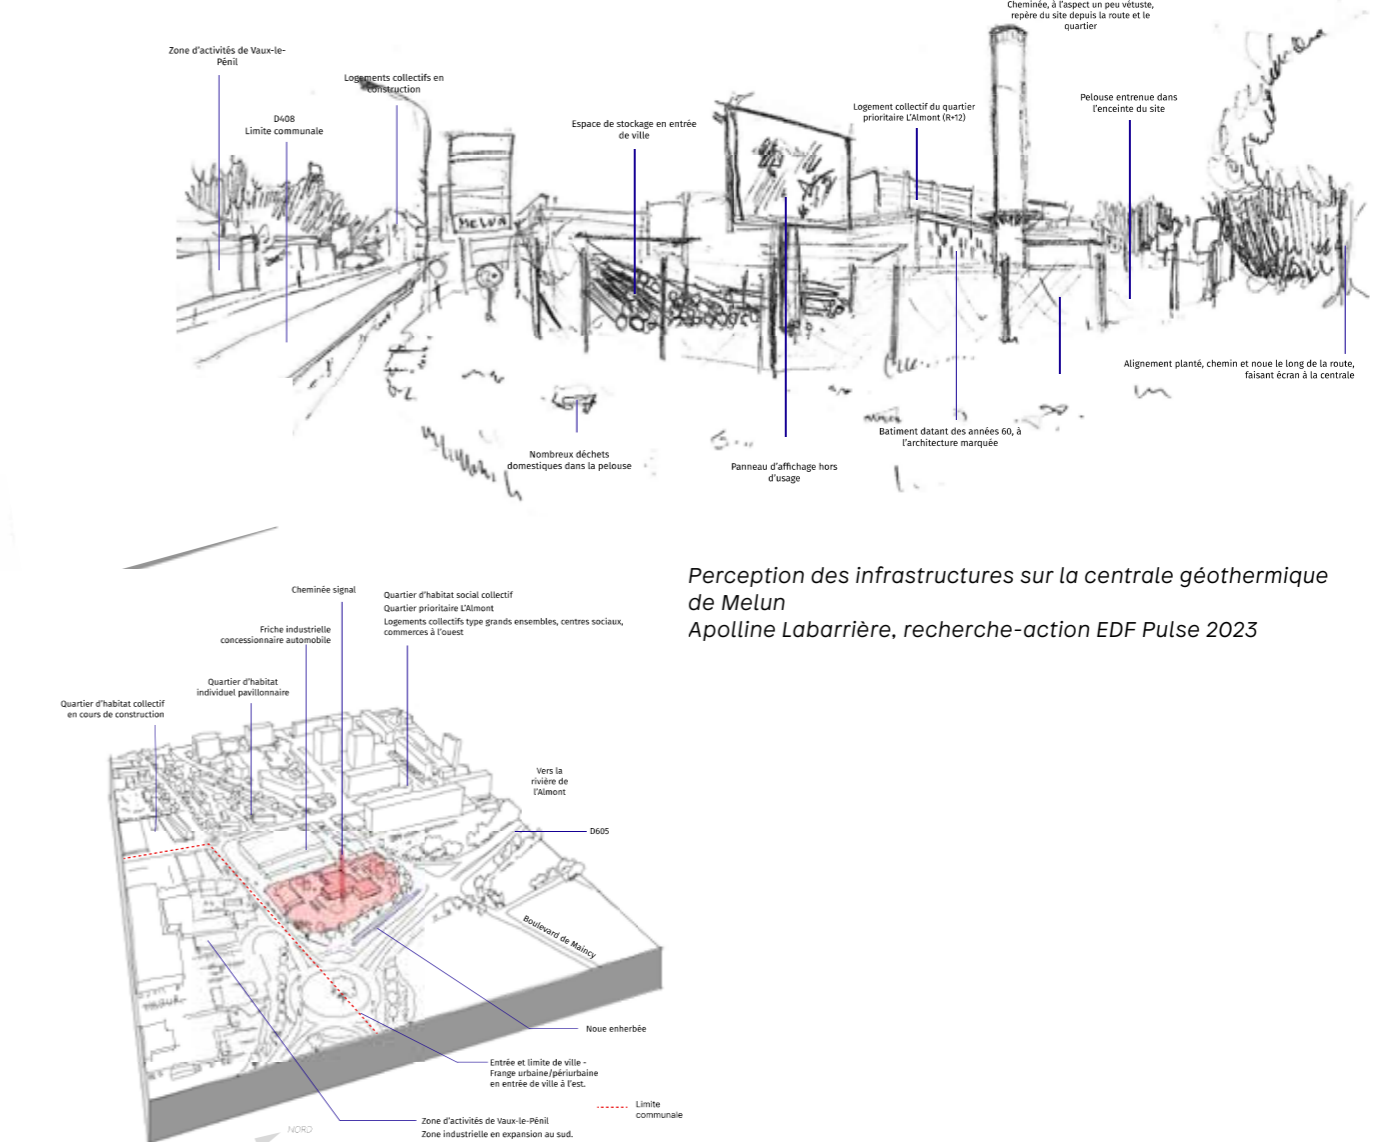 Cheminée, à l'aspect un peu vétuste,
repère du site depuis la route et le
quartier
Zone d'activités de Vaux-le-
Pénil
Logements collectifs en
construction
D408
Limite communale
Espace de stockage en entrée
de ville
Logement collectif du quartier
prioritaire L'Almont (R+12)
Pelouse entrenue dans
l'enceinte du site
MELUN
Alignement planté, chemin et noue le long de la route,
faisant écran à la centrale
Nombreux déchets
domestiques dans la pelouse
Panneau d'affichage hors
d'usage
Batiment datant des années 60, à
l'architecture marquée
Perception des infrastructures sur la centrale géothermique
de Melun
Apolline Labarrière, recherche-action EDF Pulse 2023
Cheminée signal
Quartier d'habitat social collectif
Quartier prioritaire L'Almont
Logements collectifs type grands ensembles, centres sociaux,
commerces à l'ouest
Friche industrielle
concessionnaire automobile
Quartier d'habitat
individuel pavillonnaire
Quartier d'habitat collectif
en cours de construction
Vers la
rivière de
l'Almont
D605
Boulevard de Maincy
Noue enherbée
Entrée et limite de ville -
Frange urbaine/périurbaine
en entrée de ville à l'est.
Limite
communale
Zone d'activités de Vaux-le-Pénil
Zone industrielle en expansion au sud.
NORD